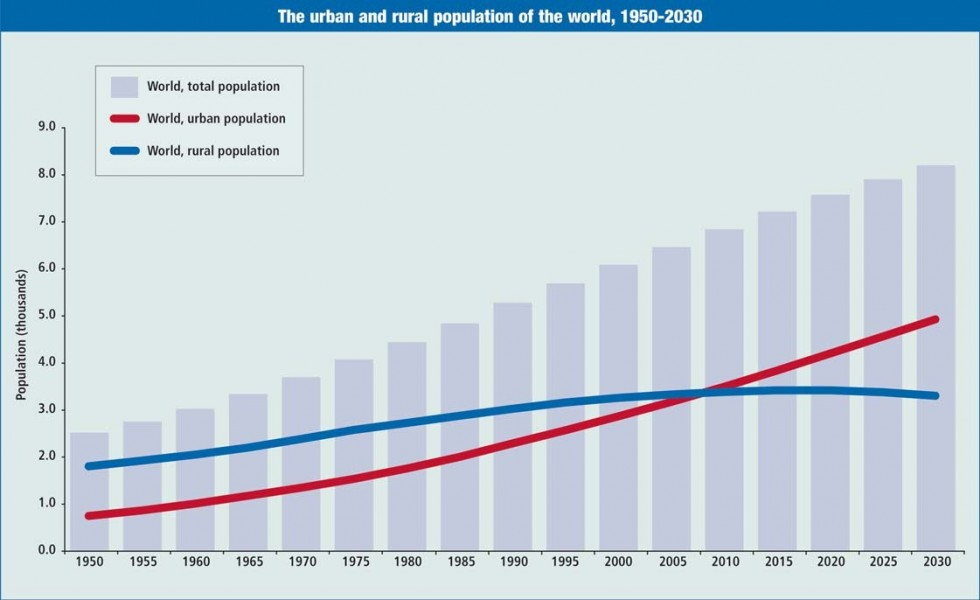 The urban and rural population of the world, 1950-2030
World, total population
World, urban population
World, rural population
9.0
8.0
7.0
6.0
5.0
4.0
3.0
2.0
1.0
0.0
Population (thousands)
1950 1955 1960 1965 1970 1975 1980 1985 1990 1995 2000 2005 2010 2015 2020 2025 2030